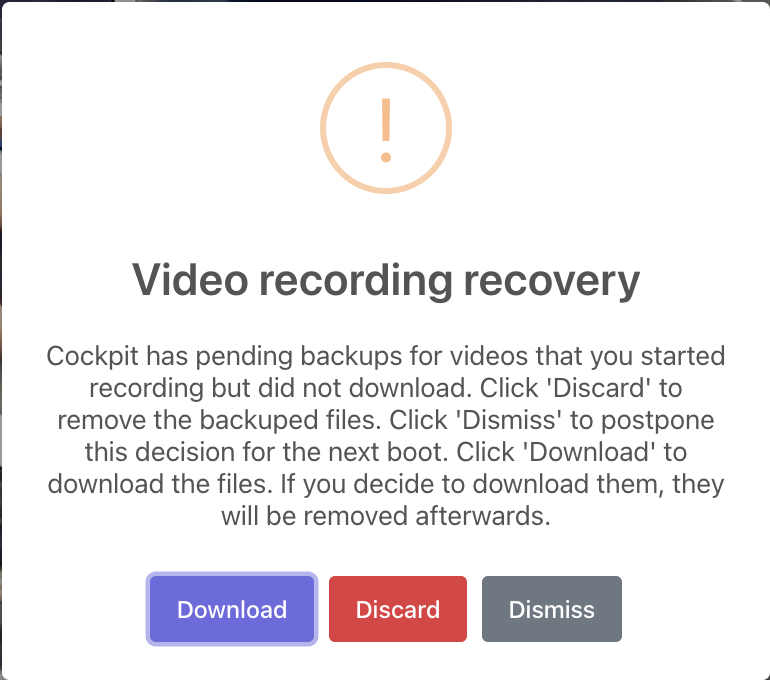 !
Video recording recovery
Cockpit has pending backups for videos that you started
recording but did not download. Click 'Discard' to
remove the backuped files. Click 'Dismiss' to postpone
this decision for the next boot. Click 'Download' to
download the files. If you decide to download them, they
will be removed afterwards.
Download Discard Dismiss